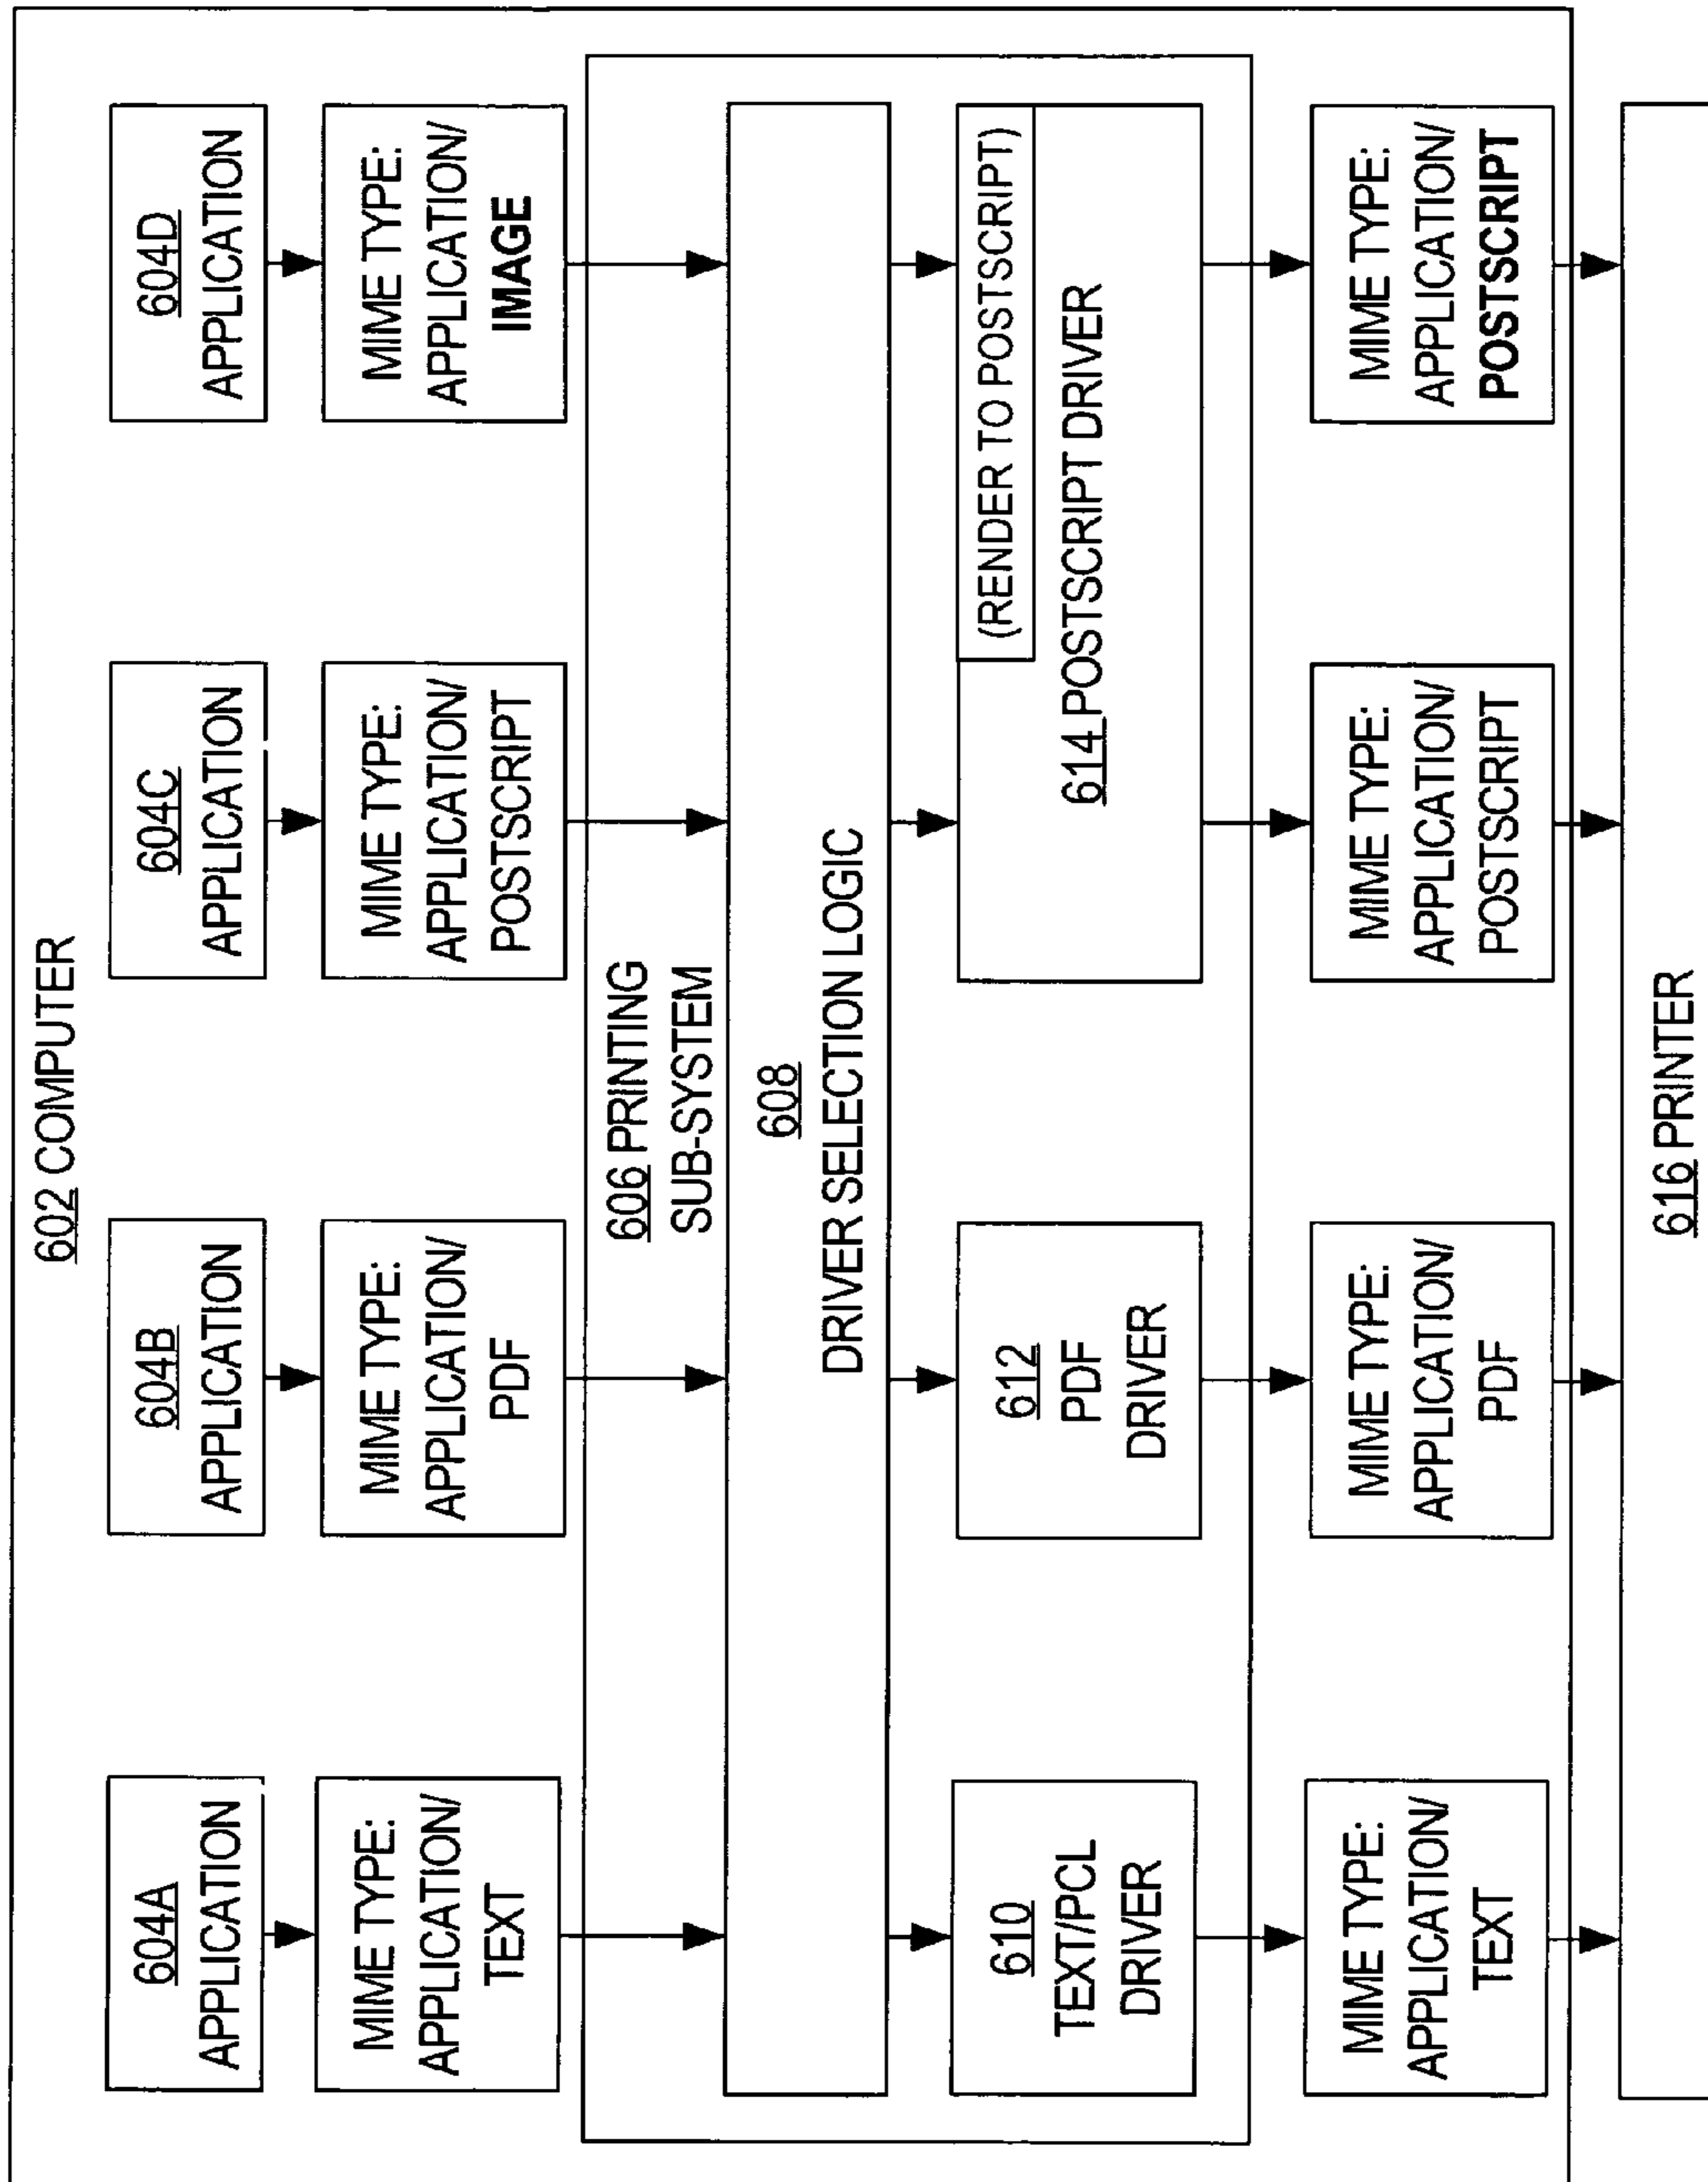 602 COMPUTER
604A
APPLICATION
604B
APPLICATION
604C
APPLICATION
604D
APPLICATION
MIME TYPE:
APPLICATION/
TEXT
MIME TYPE:
APPLICATION/
PDF
MIME TYPE:
APPLICATION/
POSTSCRIPT
MIME TYPE:
APPLICATION/
IMAGE
606 PRINTING
SUB-SYSTEM
608
DRIVER SELECTION LOGIC
610
TEXT/PCL
DRIVER
612
PDF
DRIVER
(RENDER TO POSTSCRIPT)
614 POSTSCRIPT DRIVER
MIME TYPE:
APPLICATION/
TEXT
MIME TYPE:
APPLICATION/
PDF
MIME TYPE:
APPLICATION/
POSTSCRIPT
MIME TYPE:
APPLICATION/
POSTSCRIPT
616 PRINTER